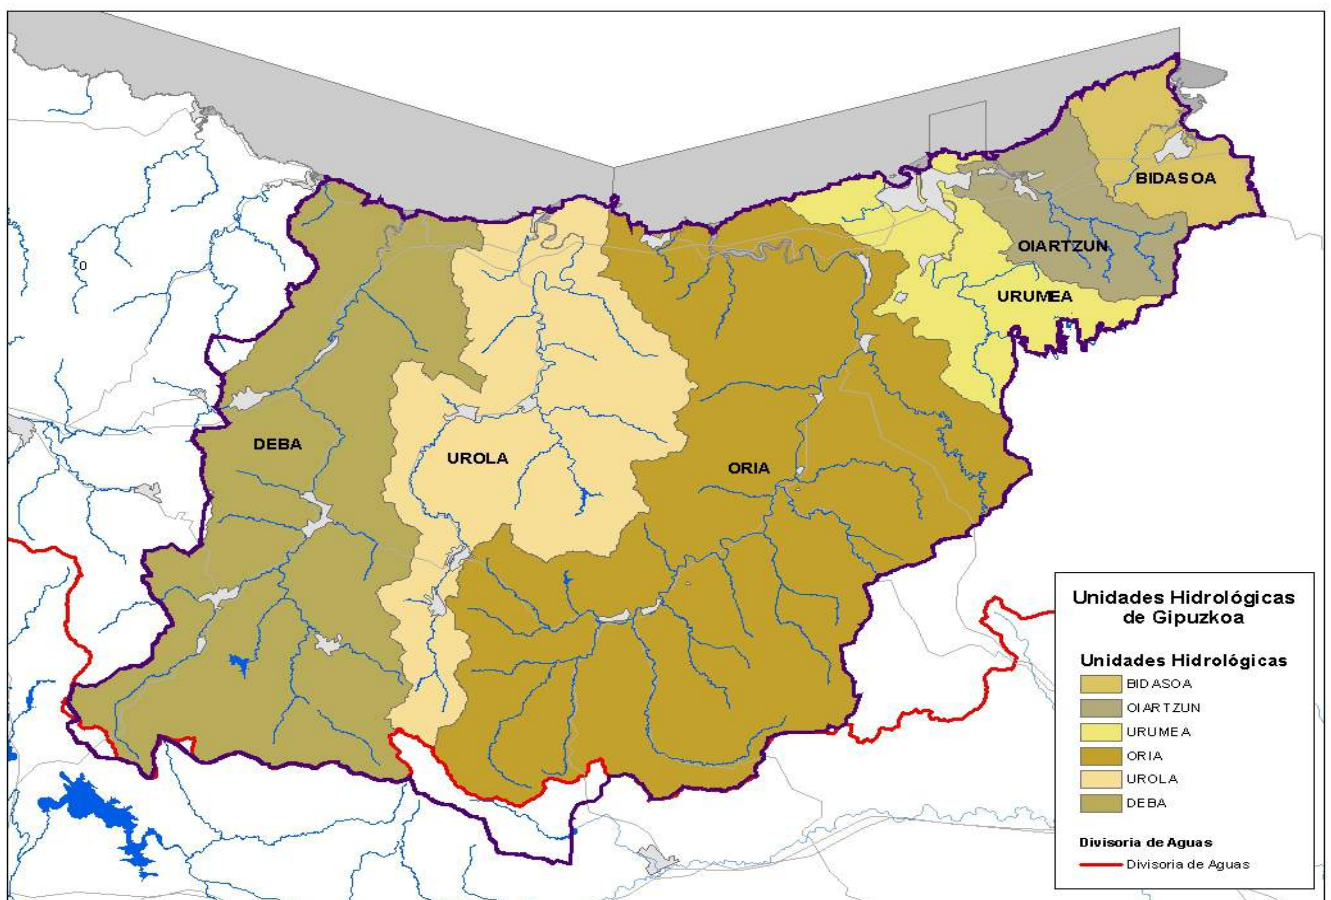 BIDASOA
OIARTZUN
URUMEA
0
DEBA
UROLA
ORIA
Unidades Hidrológicas
de Gipuzkoa
Unidades Hidrológicas
BIDASOA
OIARTZUN
URUMEA
ORIA
UROLA
DEBA
Divisoria de Aguas
Divisoria de Aguas